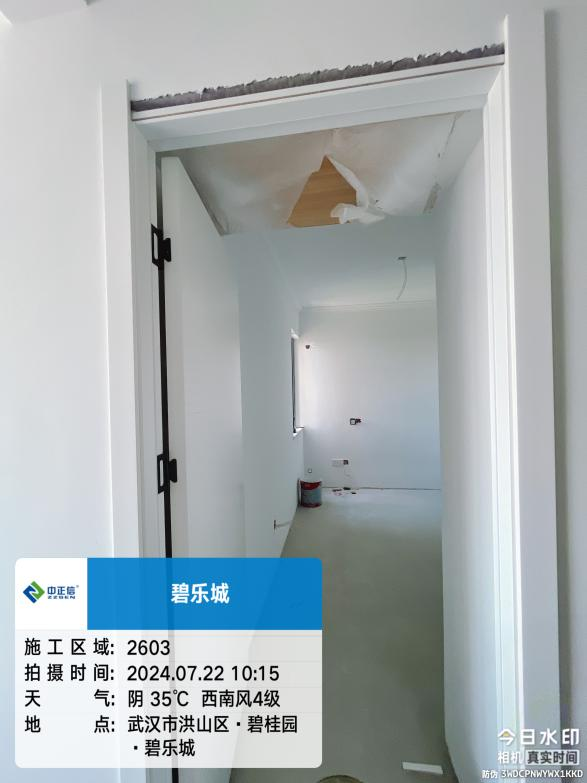 中正信
ZZSEN
碧乐城
施工区域: 2603
拍摄时间: 2024.07.22 10:15
天气: 阴 35℃ 西南风4级
地点: 武汉市洪山区·碧桂园
·碧乐城
今日水印
相机 真实时间
防伪 3WDCPNWYWX1KKU